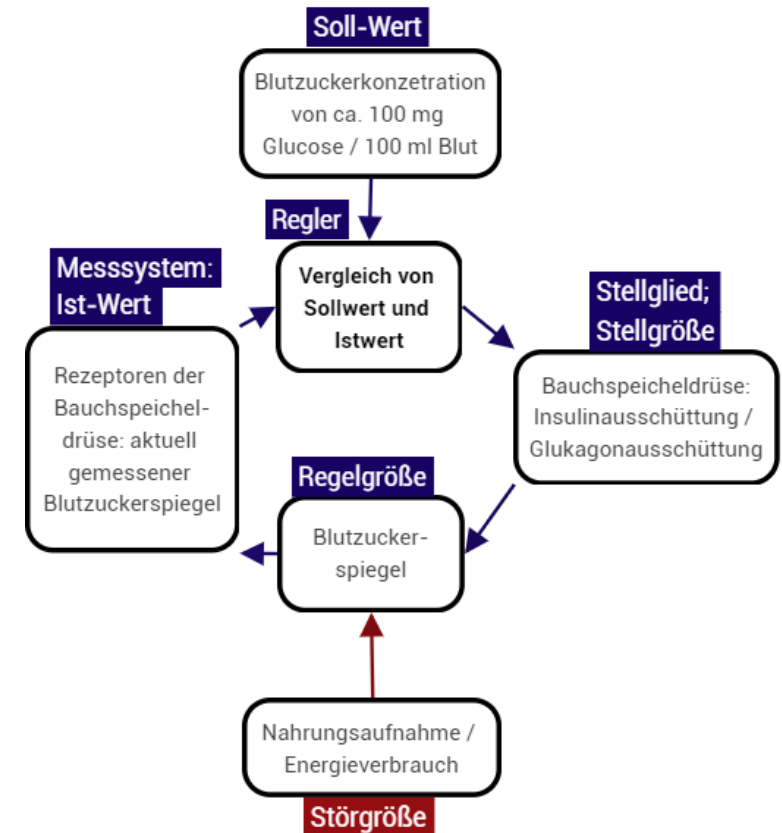 Soll-Wert
Blutzuckerkonzetration
von ca. 100 mg
Glucose / 100 ml Blut
Regler
Vergleich von
Sollwert und
Istwert
Messsystem:
Ist-Wert
Rezeptoren der
Bauchspeichel-
drüse: aktuell
gemessener
Blutzuckerspiegel
Stellglied;
Stellgröße
Bauchspeicheldrüse:
Insulinausschüttung /
Glukagonausschüttung
Regelgröße
Blutzucker-
spiegel
Nahrungsaufnahme /
Energieverbrauch
Störgröße